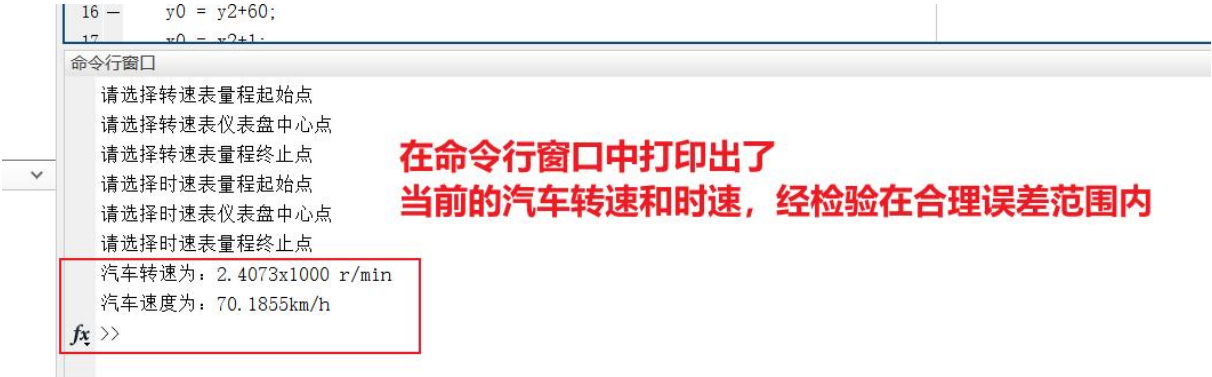 16 —    y0 = y2+60;
17    x0 = x2+1;
命令行窗口
请选择转速表量程起始点
请选择转速表仪表盘中心点
请选择转速表量程终止点
请选择时速表量程起始点
请选择时速表仪表盘中心点
请选择时速表量程终止点
汽车转速为：2.4073x1000 r/min
汽车速度为：70.1855km/h
fx >>
在命令行窗口中打印出了
当前的汽车转速和时速，经检验在合理误差范围内